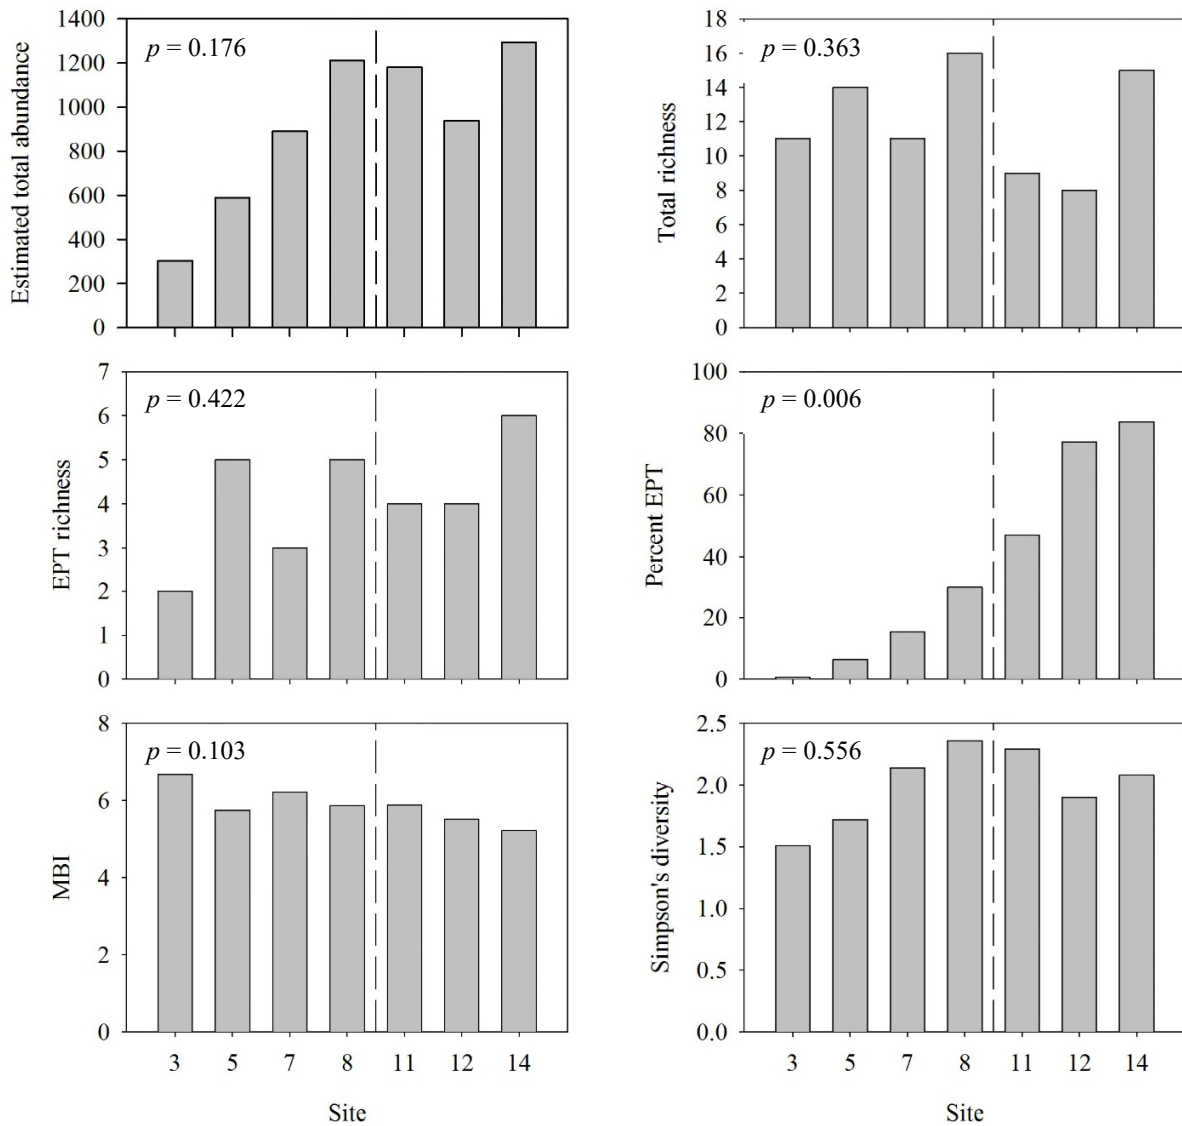 p = 0.176
Estimated total abundance
1400
1200
1000
800
600
400
200
0
p = 0.363
Total richness
18
16
14
12
10
8
6
4
2
0
p = 0.422
EPT richness
7
6
5
4
3
2
1
0
p = 0.006
Percent EPT
100
80
60
40
20
0
p = 0.103
MBI
8
6
4
2
0
3 5 7 8 11 12 14
Site
p = 0.556
Simpson's diversity
2.5
2.0
1.5
1.0
0.5
0.0
3 5 7 8 11 12 14
Site